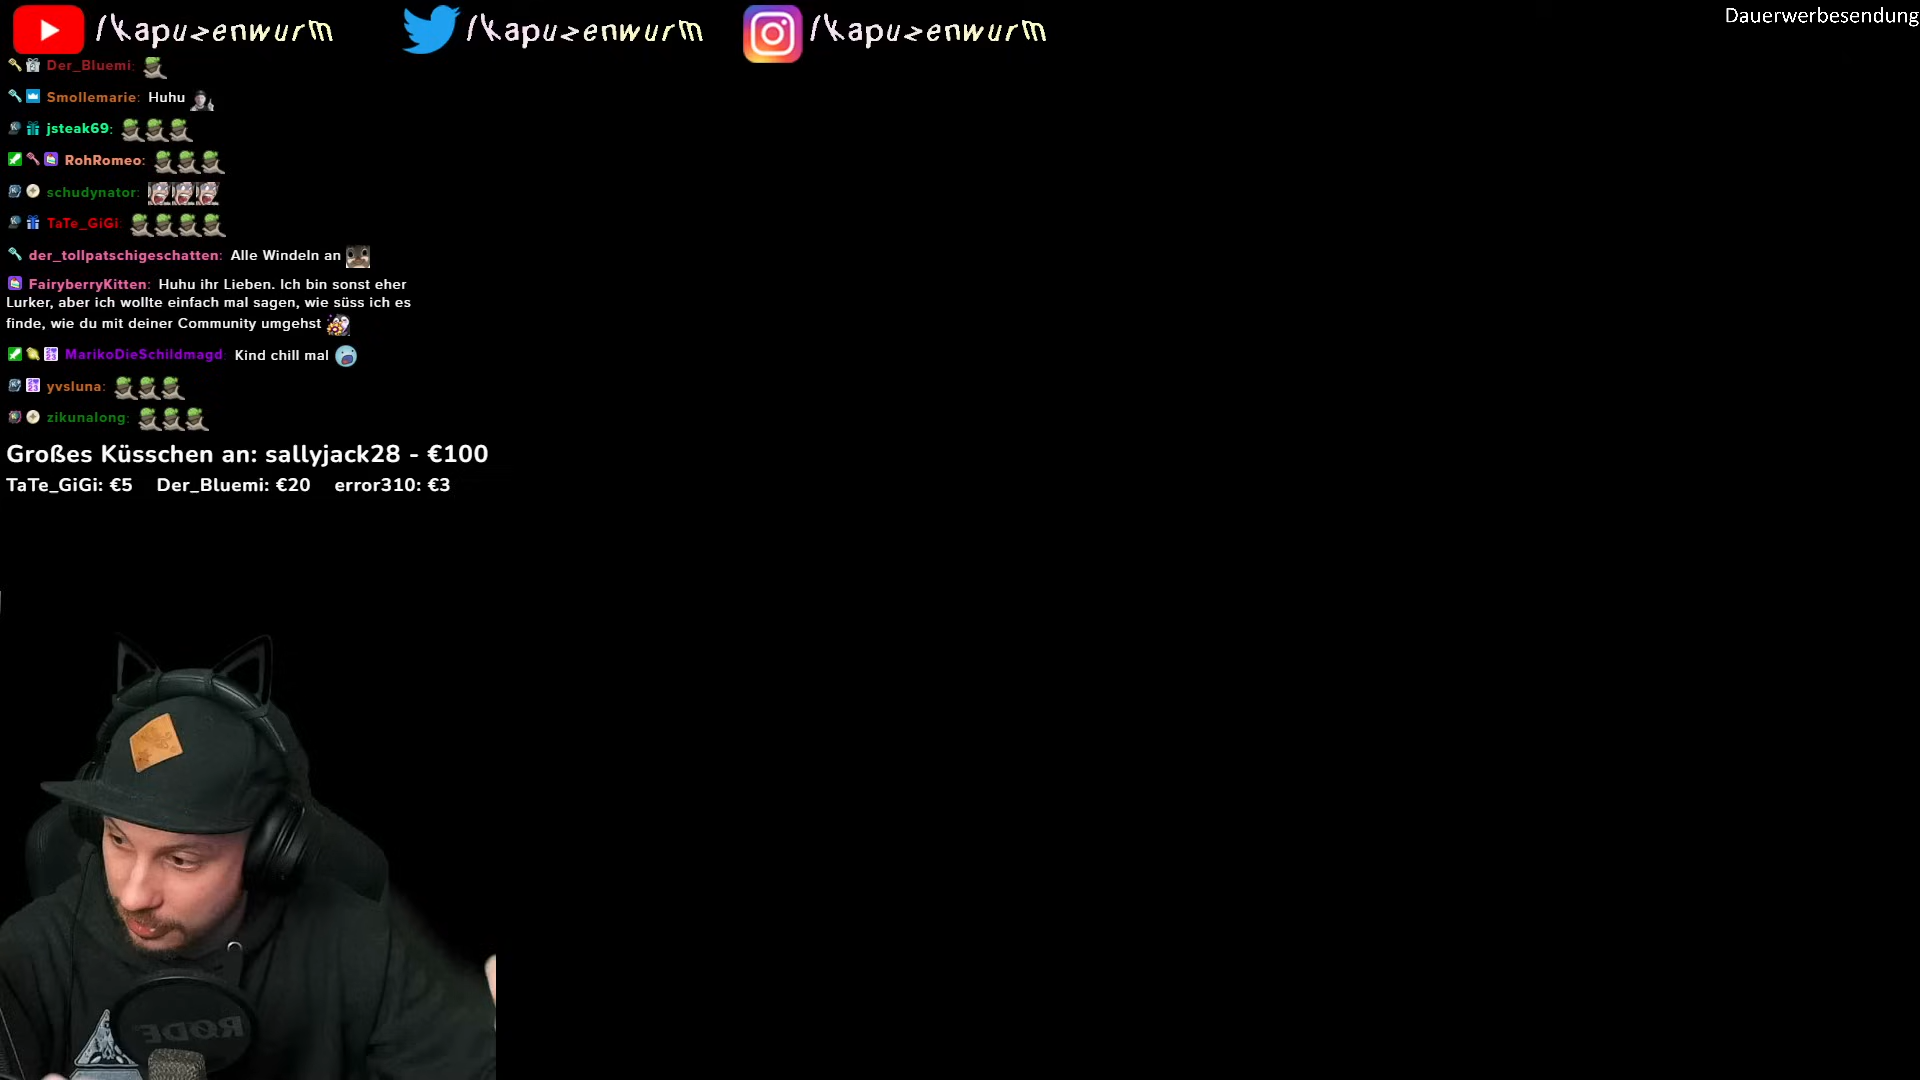 /kapuzenwurm /kapuzenwurm /kapuzenwurm Dauerwerbesendung
Der_Bluemi:
Smollemarie: Huhu
jsteak69:
RohRomeo:
schudynator:
TaTe_GiGi:
der_tollpatschigeschatten: Alle Windeln an
FairyberryKitten: Huhu ihr Lieben. Ich bin sonst eher
Lurker, aber ich wollte einfach mal sagen, wie süss ich es
finde, wie du mit deiner Community umgehst
MarikoDieSchildmagd: Kind chill mal
yvsluna:
zikunalong:
Großes Küsschen an: sallyjack28 - €100
TaTe_GiGi: €5 Der_Bluemi: €20 error310: €3
RØDE